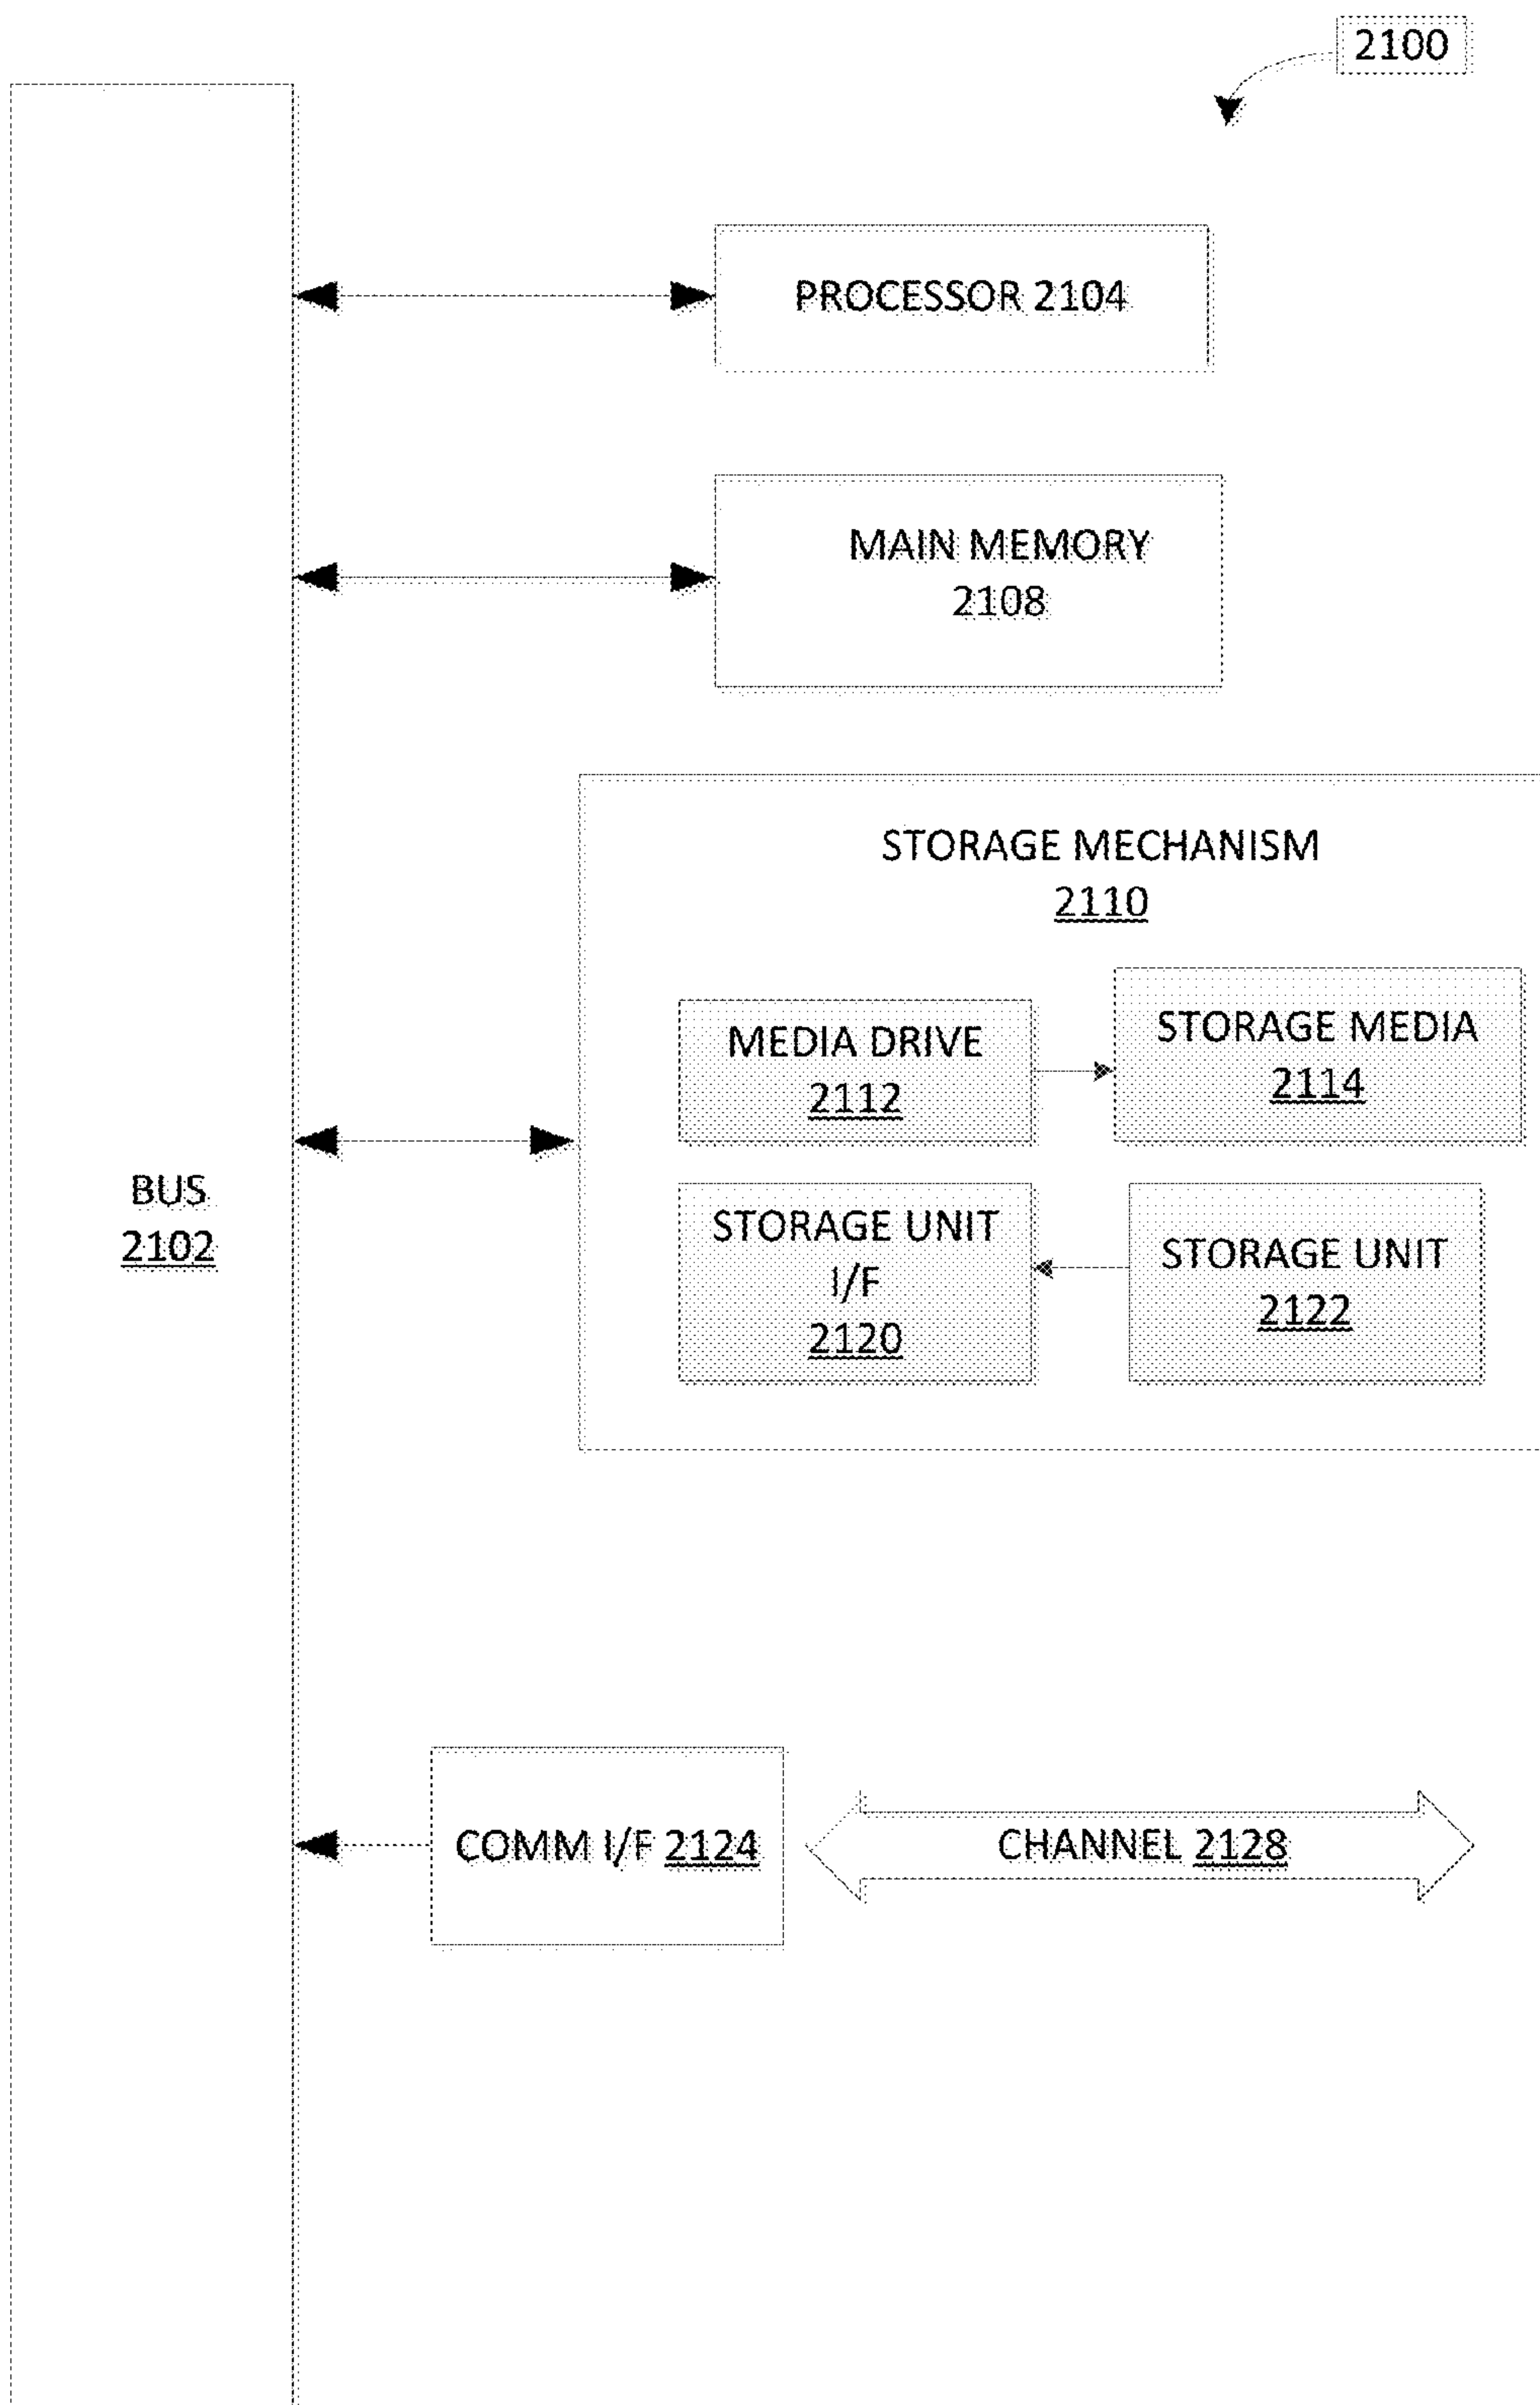 2100
PROCESSOR 2104
MAIN MEMORY
2108
STORAGE MECHANISM
2110
MEDIA DRIVE
2112
STORAGE MEDIA
2114
BUS
2102
STORAGE UNIT
I/F
2120
STORAGE UNIT
2122
COMM I/F 2124
CHANNEL 2128